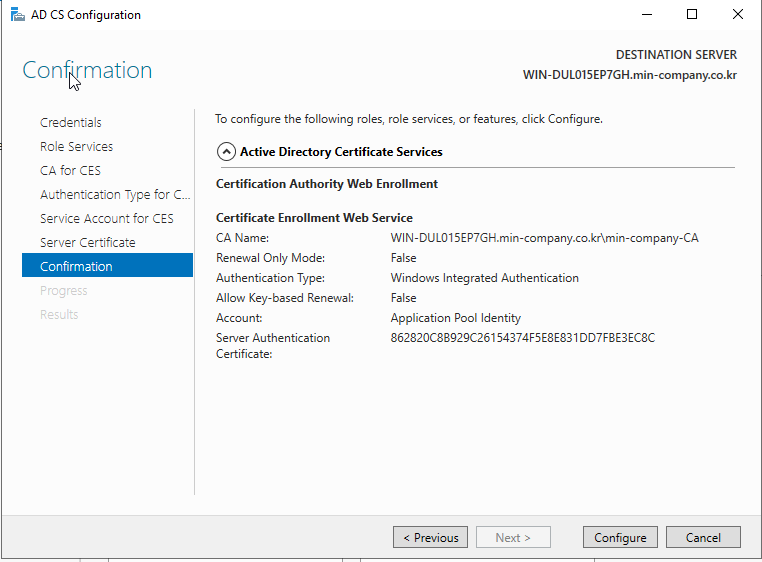 AD CS Configuration
Confirmation
DESTINATION SERVER
WIN-DUL015EP7GH.min-company.co.kr
Credentials
Role Services
CA for CES
Authentication Type for C...
Service Account for CES
Server Certificate
Confirmation
Progress
Results
To configure the following roles, role services, or features, click Configure.
Active Directory Certificate Services
Certification Authority Web Enrollment
Certificate Enrollment Web Service
CA Name: WIN-DUL015EP7GH.min-company.co.kr\min-company-CA
Renewal Only Mode: False
Authentication Type: Windows Integrated Authentication
Allow Key-based Renewal: False
Account: Application Pool Identity
Server Authentication 862820C8B929C26154374F5E8E831DD7FBE3EC8C
Certificate:
< Previous Next > Configure Cancel